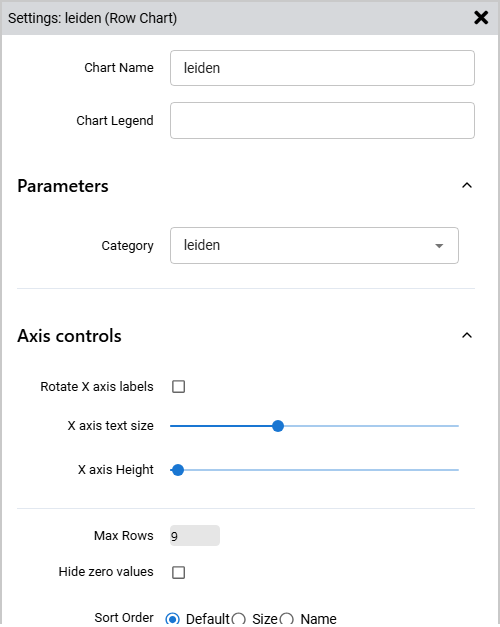 Settings: leiden (Row Chart)
Chart Name leiden
Chart Legend
Parameters
Category leiden
Axis controls
Rotate X axis labels
X axis text size
X axis Height
Max Rows 9
Hide zero values
Sort Order Default Size Name